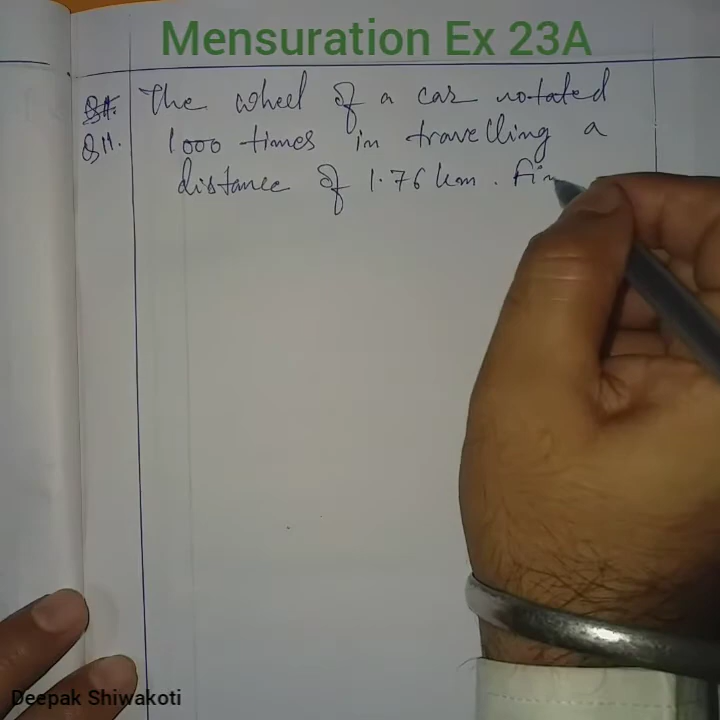 Mensuration Ex 23A
The wheel of a car rotated
Q11. 1000 times in travelling a
distance of 1.76 km. Fin
Deepak Shiwakoti